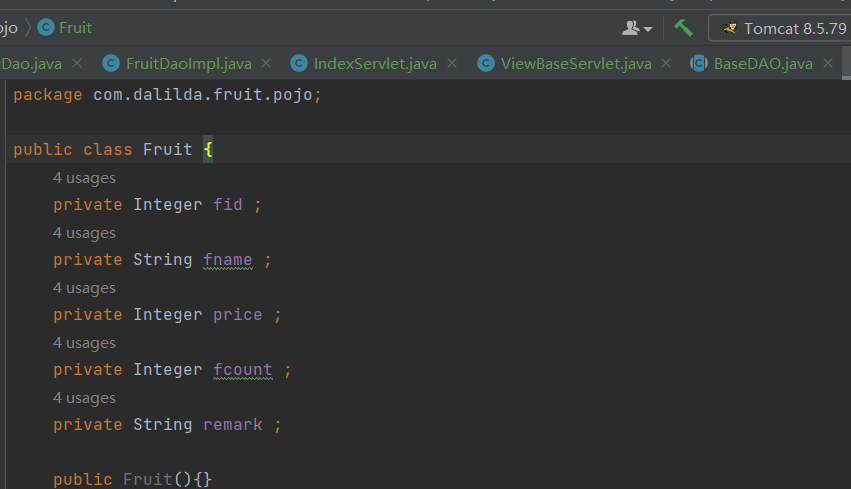 ojo Fruit Tomcat 8.5.79
tDao.java FruitDaoImpl.java IndexServlet.java ViewBaseServlet.java BaseDAO.java
package com.dalilda.fruit.pojo;
public class Fruit {
4 usages
private Integer fid ;
4 usages
private String fname ;
4 usages
private Integer price ;
4 usages
private Integer fcount ;
4 usages
private String remark ;
public Fruit(){}